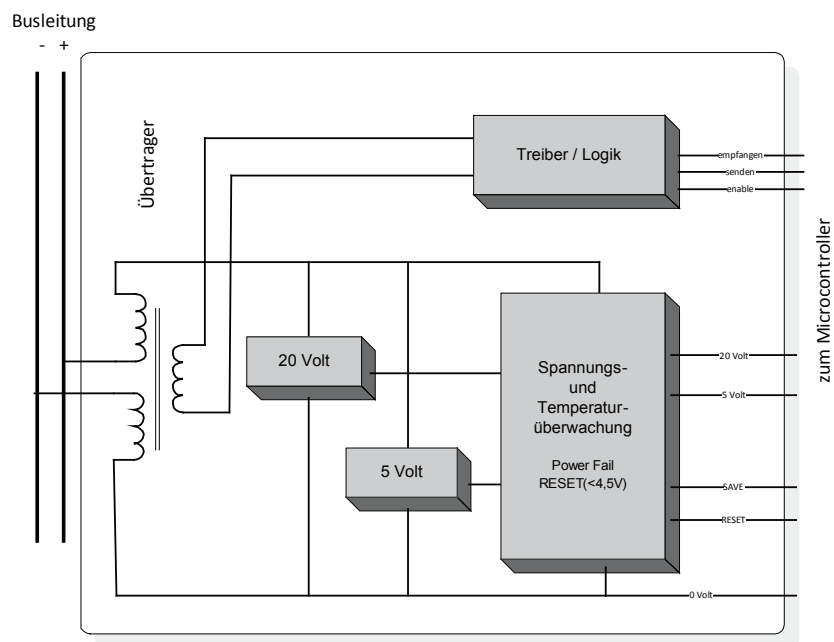 Busleitung
- +
Übertrager
Treiber / Logik
empfangen
senden
enable
zum Microcontroller
20 Volt
5 Volt
Spannungs-
und
Temperatur-
überwachung
Power Fail
RESET(<4,5V)
20 Volt
5 Volt
SAVE
RESET
0 Volt